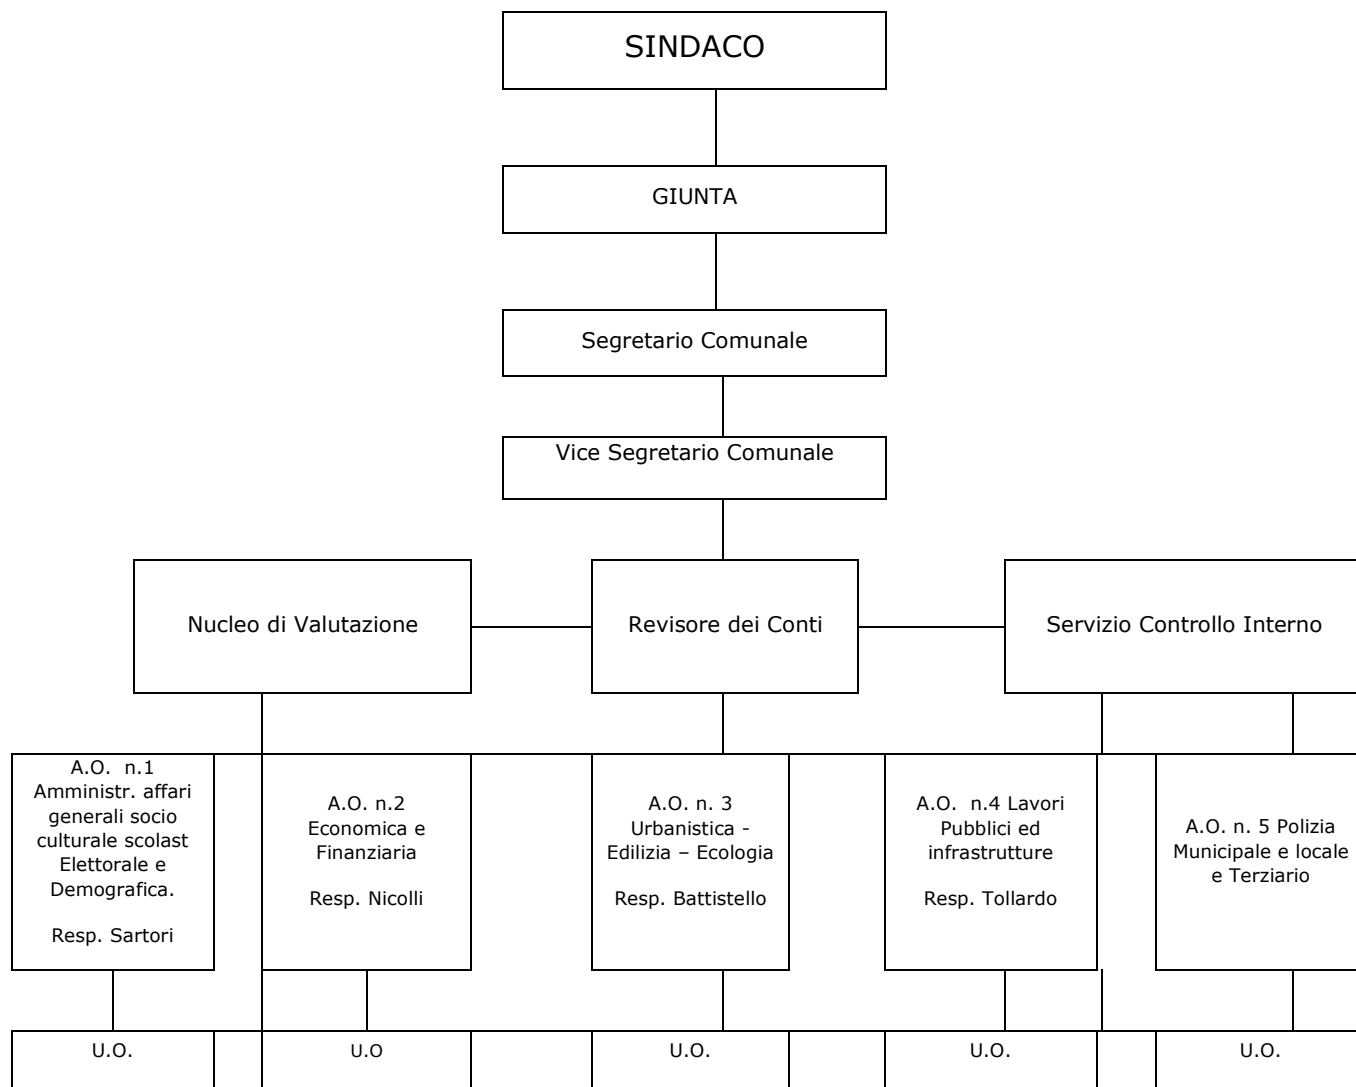 SINDACO
GIUNTA
Segretario Comunale
Vice Segretario Comunale
Nucleo di Valutazione
Revisore dei Conti
Servizio Controllo Interno
A.O. n.1
Amministr. affari
generali socio
culturale scolast
Elettorale e
Demografica.
Resp. Sartori
A.O. n.2
Economica e
Finanziaria
Resp. Nicolli
A.O. n. 3
Urbanistica -
Edilizia – Ecologia
Resp. Battistello
A.O. n.4 Lavori
Pubblici ed
infrastrutture
Resp. Tollardo
A.O. n. 5 Polizia
Municipale e locale
e Terziario
U.O.
U.O
U.O.
U.O.
U.O.